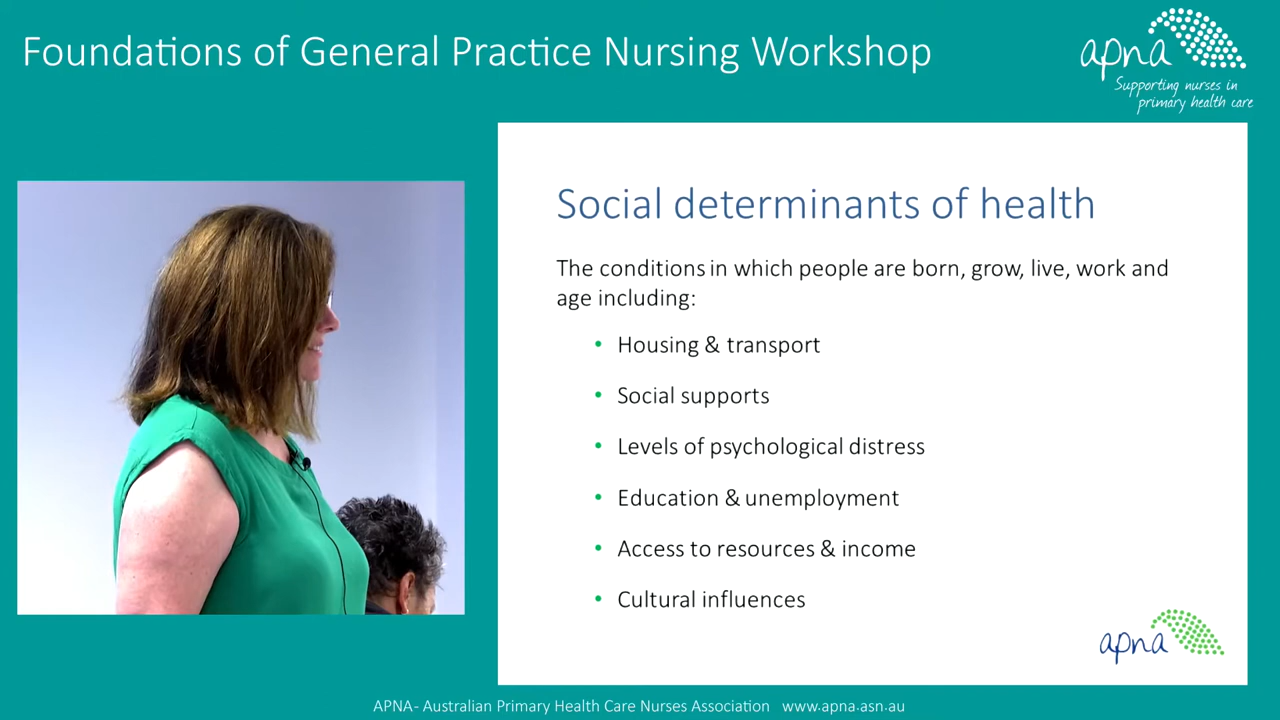 Foundations of General Practice Nursing Workshop
apna
Supporting nurses in
primary health care
Social determinants of health
The conditions in which people are born, grow, live, work and
age including:
• Housing & transport
• Social supports
• Levels of psychological distress
• Education & unemployment
• Access to resources & income
• Cultural influences
apna
APNA- Australian Primary Health Care Nurses Association www.apna.asn.au